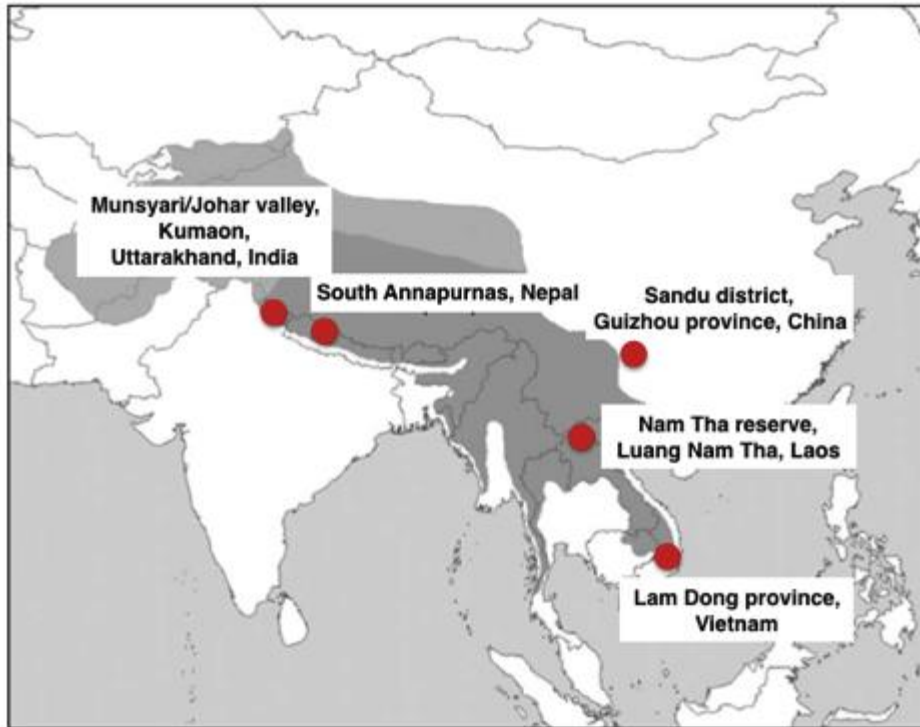 Munsyari/Johar valley,
Kumaon,
Uttarakhand, India
South Annapurnas, Nepal
Sandu district,
Guizhou province, China
Nam Tha reserve,
Luang Nam Tha, Laos
Lam Dong province,
Vietnam